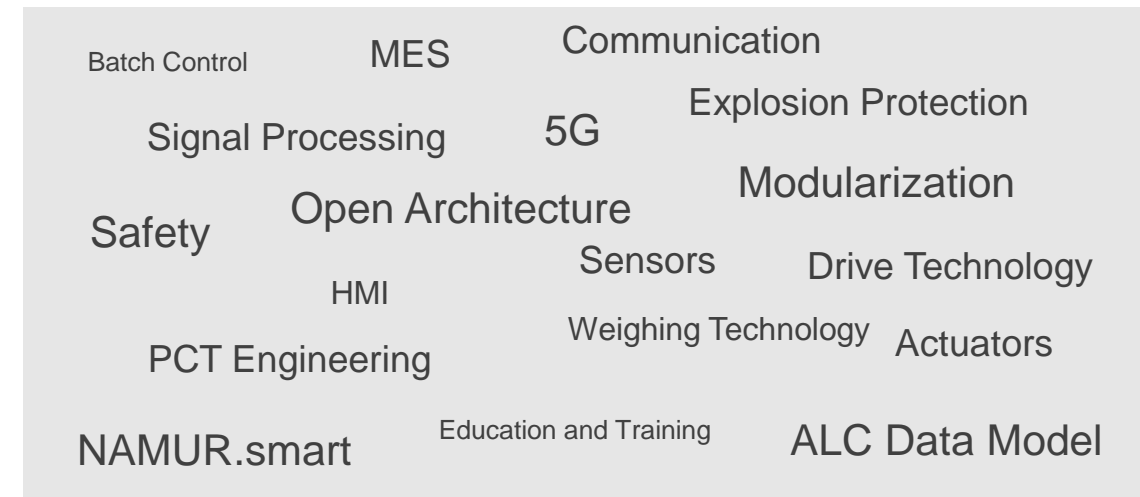 Communication
Batch Control
MES
Explosion Protection
Signal Processing
5G
Modularization
Open Architecture
Safety
Sensors
Drive Technology
HMI
Weighing Technology
Actuators
PCT Engineering
Education and Training
NAMUR.smart
ALC Data Model